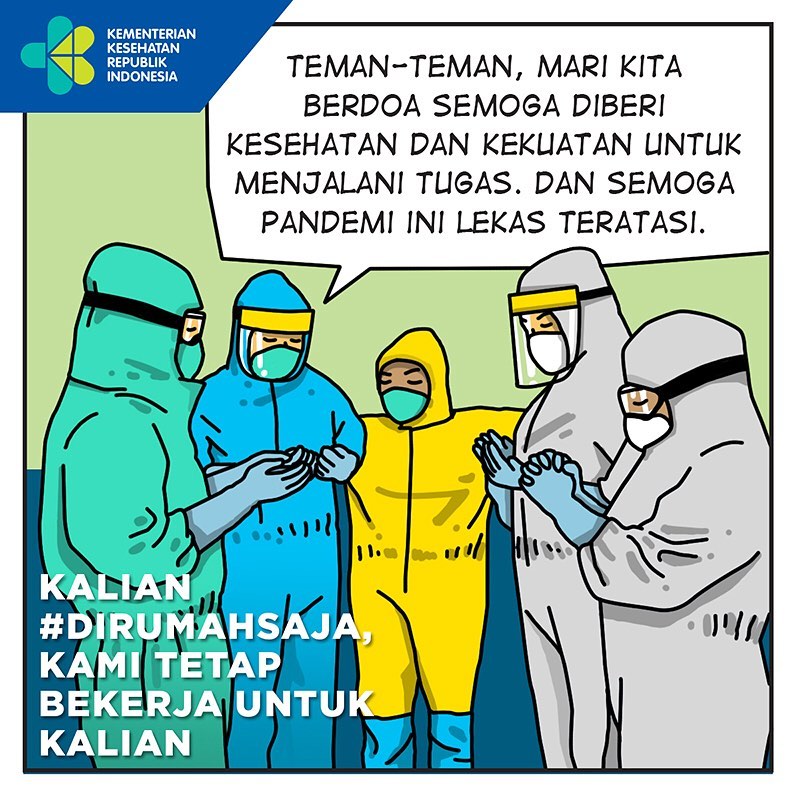 KEMENTERIAN
KESEHATAN
REPUBLIK
INDONESIA
TEMAN-TEMAN, MARI KITA
BERDOA SEMOGA DIBERI
KESEHATAN DAN KEKUATAN UNTUK
MENJALANI TUGAS. DAN SEMOGA
PANDEMI INI LEKAS TERATASI.
KALIAN
#DIRUMAHSAJA,
KAMI TETAP
BEKERJA UNTUK
KALIAN